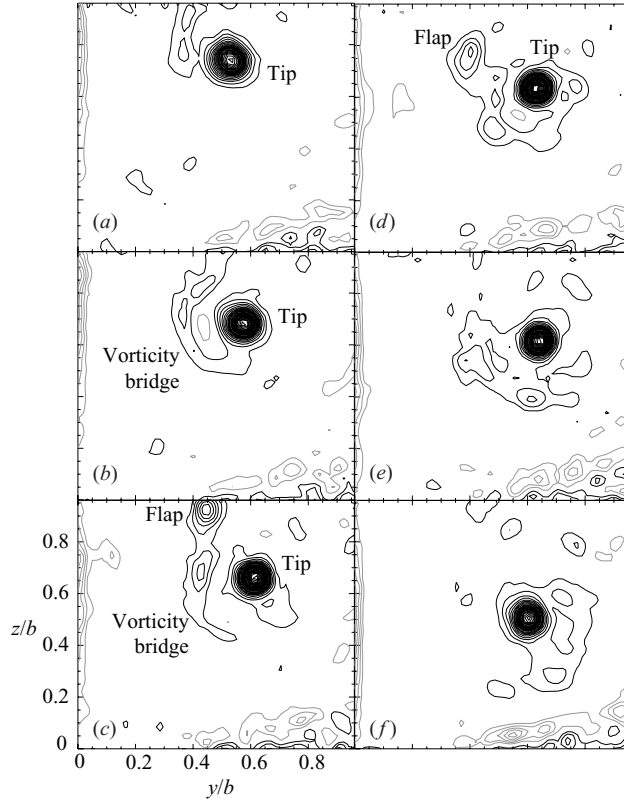 Tip
(a)
Flap
Tip
(d)
Tip
Vorticity
bridge
(b)
(e)
Flap
Tip
Vorticity
bridge
(c)
(f)
0.8
0.6
z/b
0.4
0.2
0
0 0.2 0.4 0.6 0.8
y/b